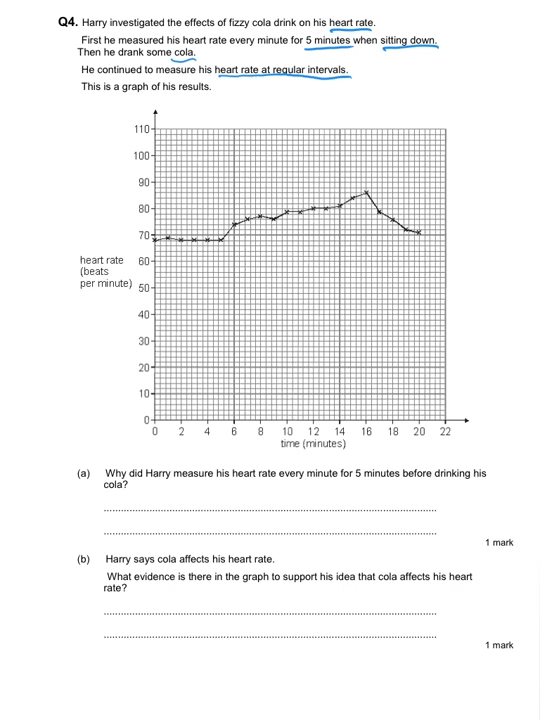 Q4. Harry investigated the effects of fizzy cola drink on his heart rate.
First he measured his heart rate every minute for 5 minutes when sitting down.
Then he drank some cola.
He continued to measure his heart rate at regular intervals.
This is a graph of his results.
110
100
90
80
70
heart rate
(beats
per minute)
60
50
40
30
20
10
0
0 2 4 6 8 10 12 14 16 18 20 22
time (minutes)
(a) Why did Harry measure his heart rate every minute for 5 minutes before drinking his
cola?
1 mark
(b) Harry says cola affects his heart rate.
What evidence is there in the graph to support his idea that cola affects his heart
rate?
1 mark